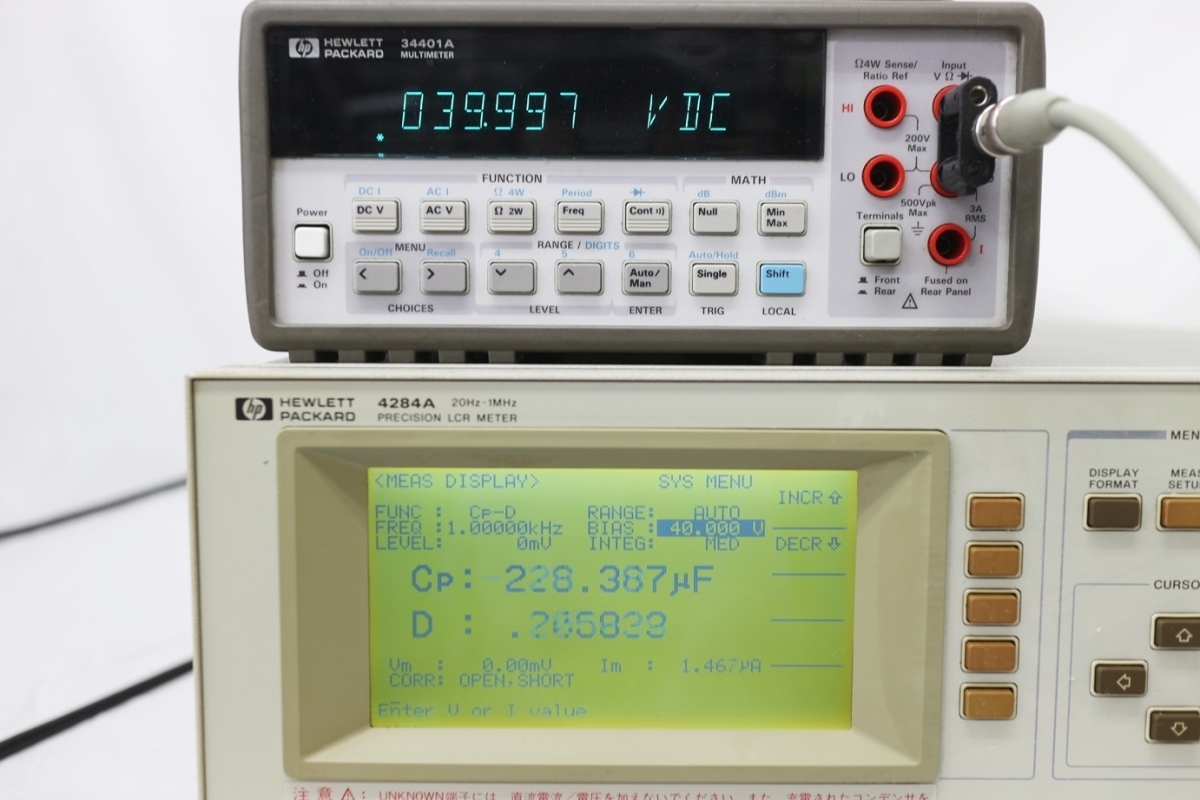 hp HEWLETT PACKARD 34401A MULTIMETER
039.997 VDC
Ω4W Sense/ Ratio Ref
Input V Ω
HI
200V Max
LO
500Vpk Max
3A RMS
I
Terminals
Front
Rear
Fused on Rear Panel
Power
Off
On
FUNCTION
MATH
DC I AC I Ω 4W Period dB dBm
DC V AC V Ω 2W Freq Cont Null Min Max
MENU
RANGE / DIGITS
On/Off Recall 4 5 6 Auto/Hold
< > Auto/ Man Single Shift
CHOICES LEVEL ENTER TRIG LOCAL
hp HEWLETT PACKARD 4284A 20Hz-1MHz
PRECISION LCR METER
<MEAS DISPLAY> SYS MENU
INCR
FUNC : Cp-D RANGE: AUTO
FREQ : 1.00000kHz BIAS : 40.000 V
LEVEL: 0mV INTEG: MED
DECR
Cp: -228.387μF
D : .205839
Vm : 0.00mV Im : 1.467μA
CORR: OPEN,SHORT
Enter V or I value
MEN
DISPLAY FORMAT
MEAS SETU
CURSO
注意 : UNKNOWN端子には、直流電流/電圧を加えないでください。また、充電されたコンデンサを